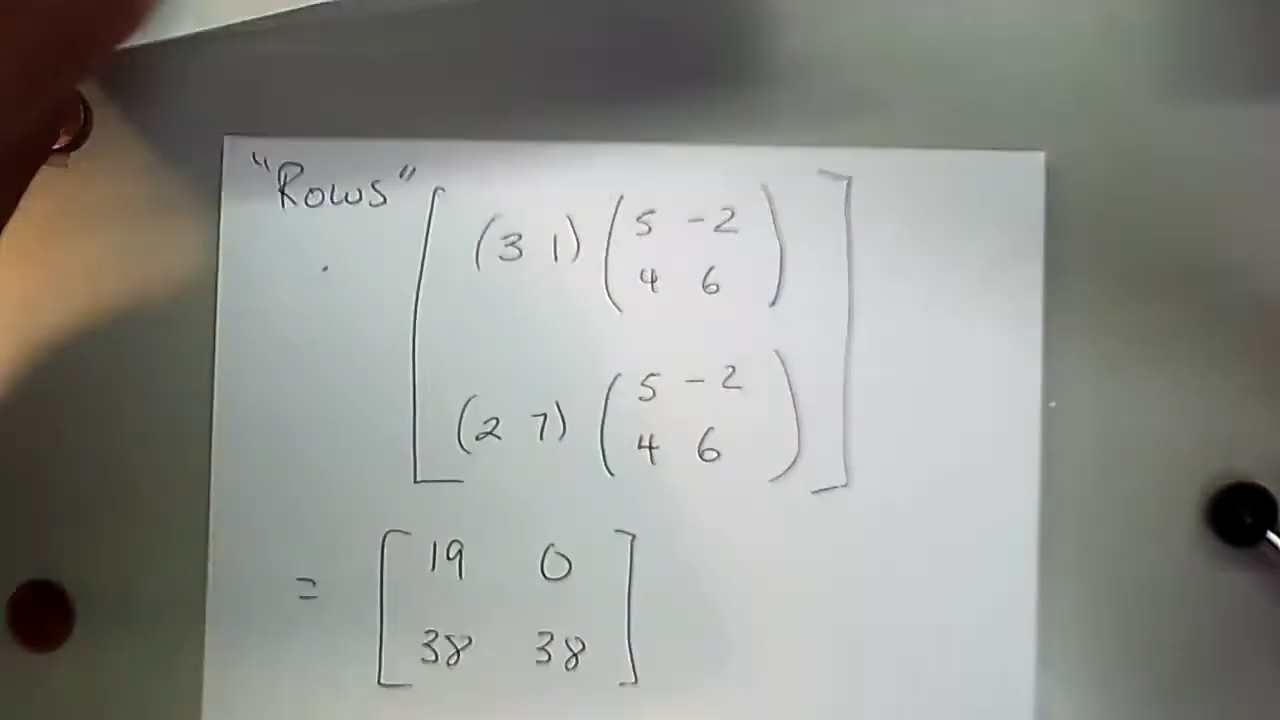 "Rows" [ (3 1) ( 5 -2
4 6 )
(2 7) ( 5 -2
4 6 ) ]
= [ 19 0
38 38 ]